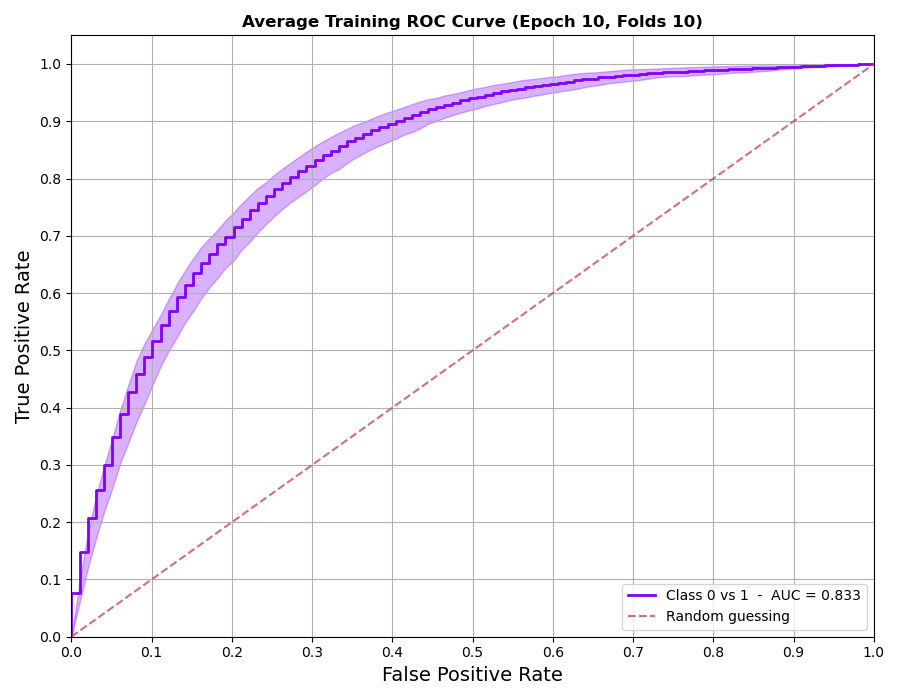 Average Training ROC Curve (Epoch 10, Folds 10)
True Positive Rate
1.0
0.9
0.8
0.7
0.6
0.5
0.4
0.3
0.2
0.1
0.0
Class 0 vs 1 - AUC = 0.833
Random guessing
0.0 0.1 0.2 0.3 0.4 0.5 0.6 0.7 0.8 0.9 1.0
False Positive Rate